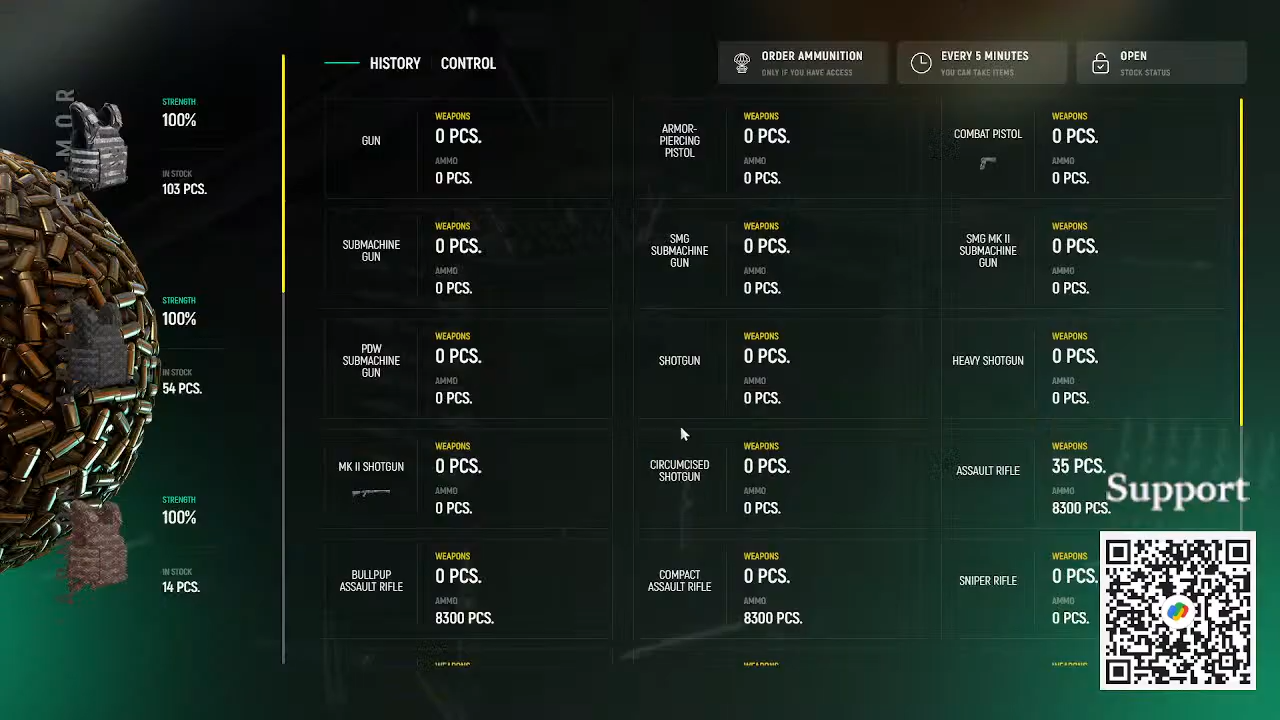 HISTORY
CONTROL
ORDER AMMUNITION
ONLY IF YOU HAVE ACCESS
EVERY 5 MINUTES
YOU CAN TAKE ITEMS
OPEN
STOCK STATUS
ARMOR
STRENGTH
100%
IN STOCK
103 PCS.
STRENGTH
100%
IN STOCK
54 PCS.
STRENGTH
100%
IN STOCK
14 PCS.
GUN
WEAPONS
0 PCS.
AMMO
0 PCS.
ARMOR-
PIERCING
PISTOL
WEAPONS
0 PCS.
AMMO
0 PCS.
COMBAT PISTOL
WEAPONS
0 PCS.
AMMO
0 PCS.
SUBMACHINE
GUN
WEAPONS
0 PCS.
AMMO
0 PCS.
SMG
SUBMACHINE
GUN
WEAPONS
0 PCS.
AMMO
0 PCS.
SMG MK II
SUBMACHINE
GUN
WEAPONS
0 PCS.
AMMO
0 PCS.
PDW
SUBMACHINE
GUN
WEAPONS
0 PCS.
AMMO
0 PCS.
SHOTGUN
WEAPONS
0 PCS.
AMMO
0 PCS.
HEAVY SHOTGUN
WEAPONS
0 PCS.
AMMO
0 PCS.
MK II SHOTGUN
WEAPONS
0 PCS.
AMMO
0 PCS.
CIRCUMCISED
SHOTGUN
WEAPONS
0 PCS.
AMMO
0 PCS.
ASSAULT RIFLE
WEAPONS
35 PCS.
AMMO
8300 PCS.
Support
BULLPUP
ASSAULT RIFLE
WEAPONS
0 PCS.
AMMO
8300 PCS.
COMPACT
ASSAULT RIFLE
WEAPONS
0 PCS.
AMMO
8300 PCS.
SNIPER RIFLE
WEAPONS
0 PCS.
AMMO
0 PCS.